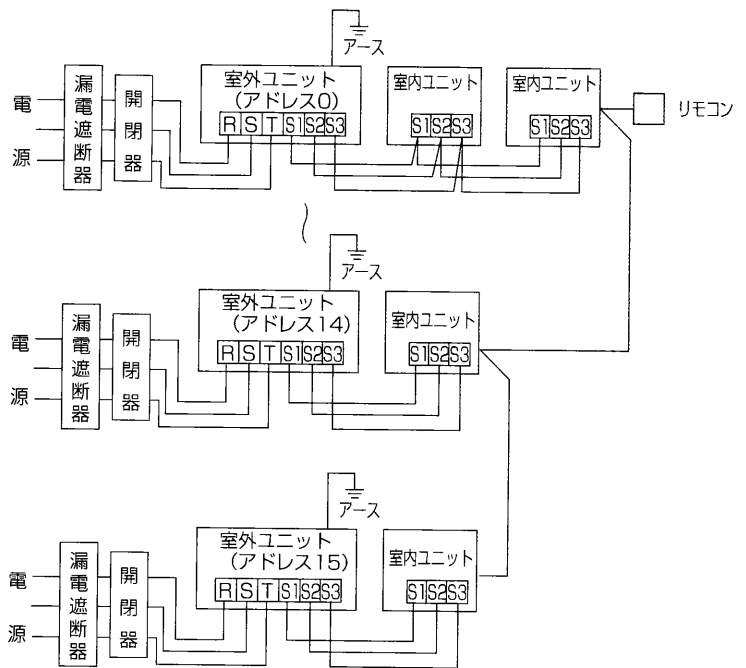 アース
室外ユニット
(アドレス0)
R S T S1 S2 S3
室内ユニット
S1 S2 S3
室内ユニット
S1 S2 S3
リモコン
電源
漏電遮断器
開閉器
アース
室外ユニット
(アドレス14)
R S T S1 S2 S3
室内ユニット
S1 S2 S3
電源
漏電遮断器
開閉器
アース
室外ユニット
(アドレス15)
R S T S1 S2 S3
室内ユニット
S1 S2 S3
電源
漏電遮断器
開閉器